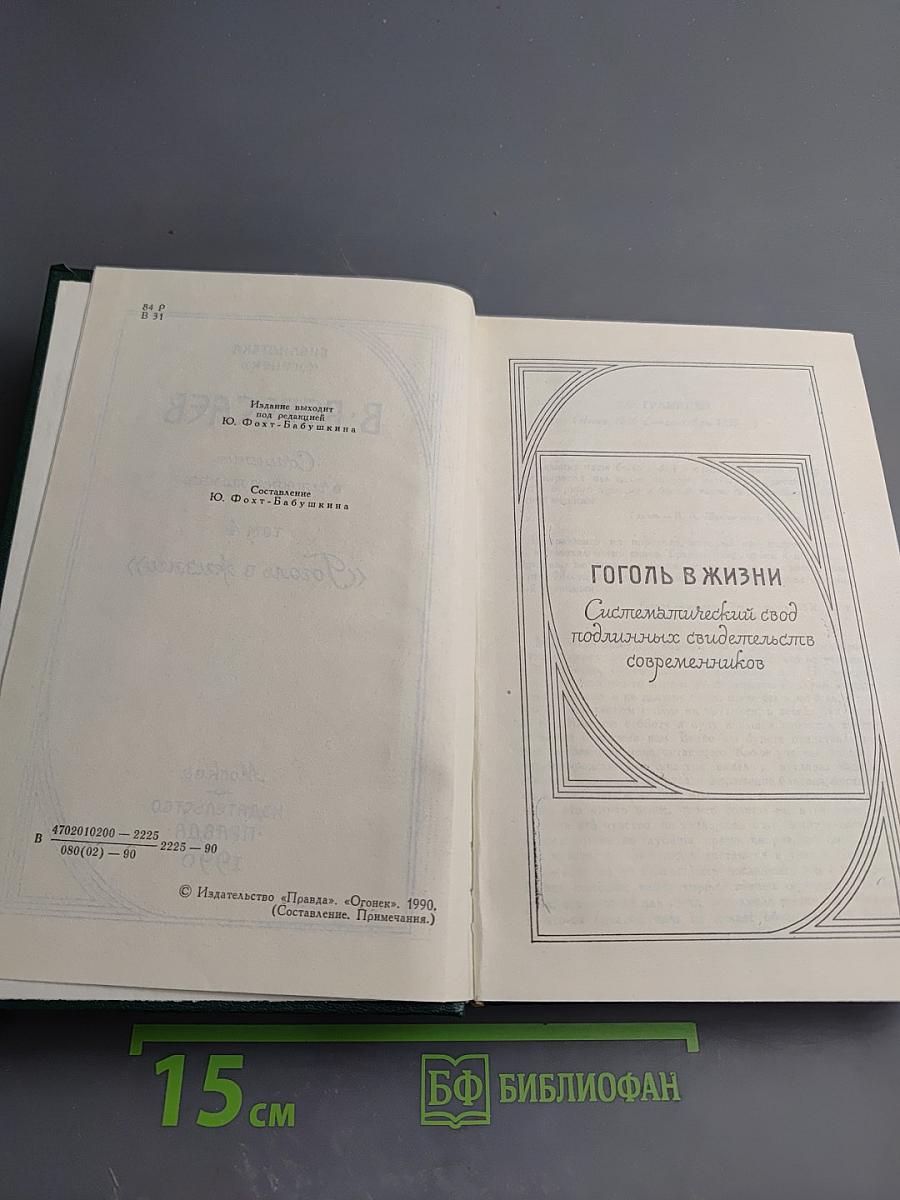 84 Р
В 31
Издание выходит
под редакцией
Ю. Фохт-Бабушкина
Составление
Ю. Фохт-Бабушкина
В 4702010200 — 2225
080(02) — 90
2225 — 90
© Издательство «Правда». «Огонек». 1990.
(Составление. Примечания.)
ГОГОЛЬ В ЖИЗНИ
Систематический свод
подлинных свидетельств
современников
15 см
БФ БИБЛИОФАН